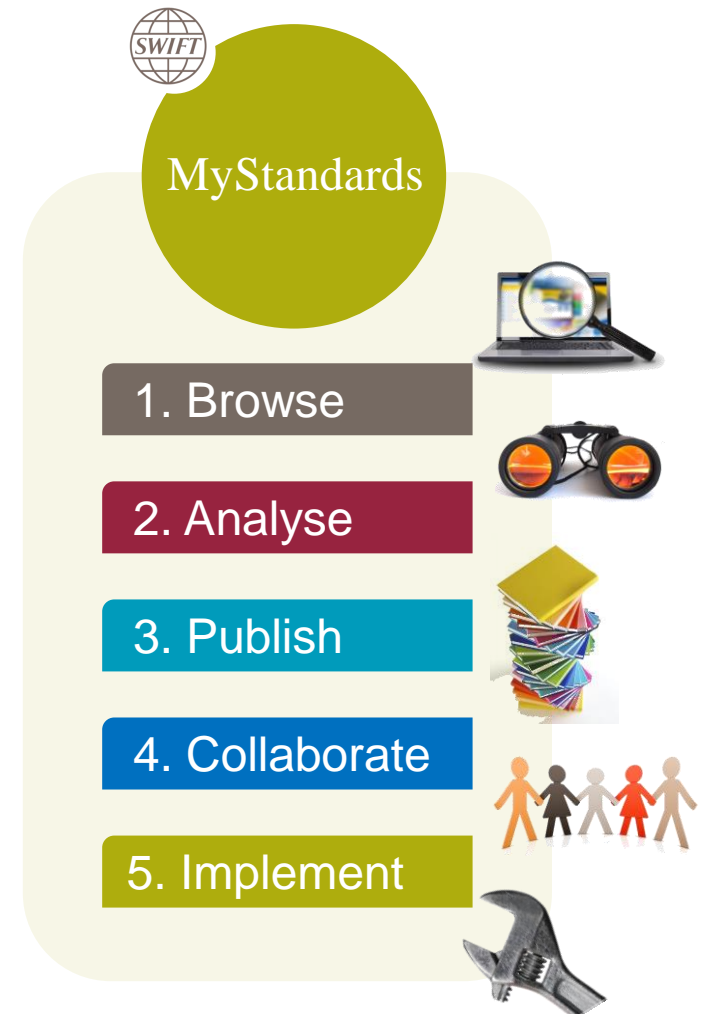 SWIFT
MyStandards
1. Browse
2. Analyse
3. Publish
4. Collaborate
5. Implement